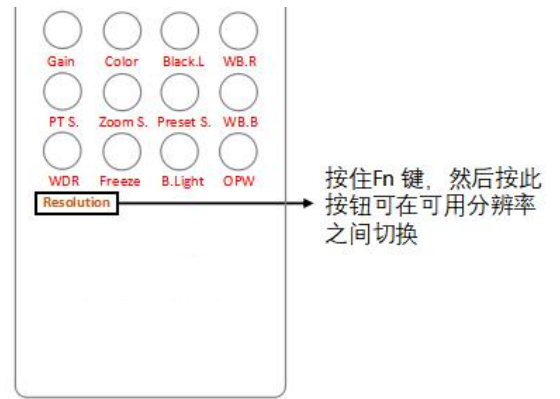 Gain Color Black.L WB.R
PT S. Zoom S. Preset S. WB.B
WDR Freeze B.Light OPW
Resolution
按住Fn 键，然后按此
按钮可在可用分辨率
之间切换